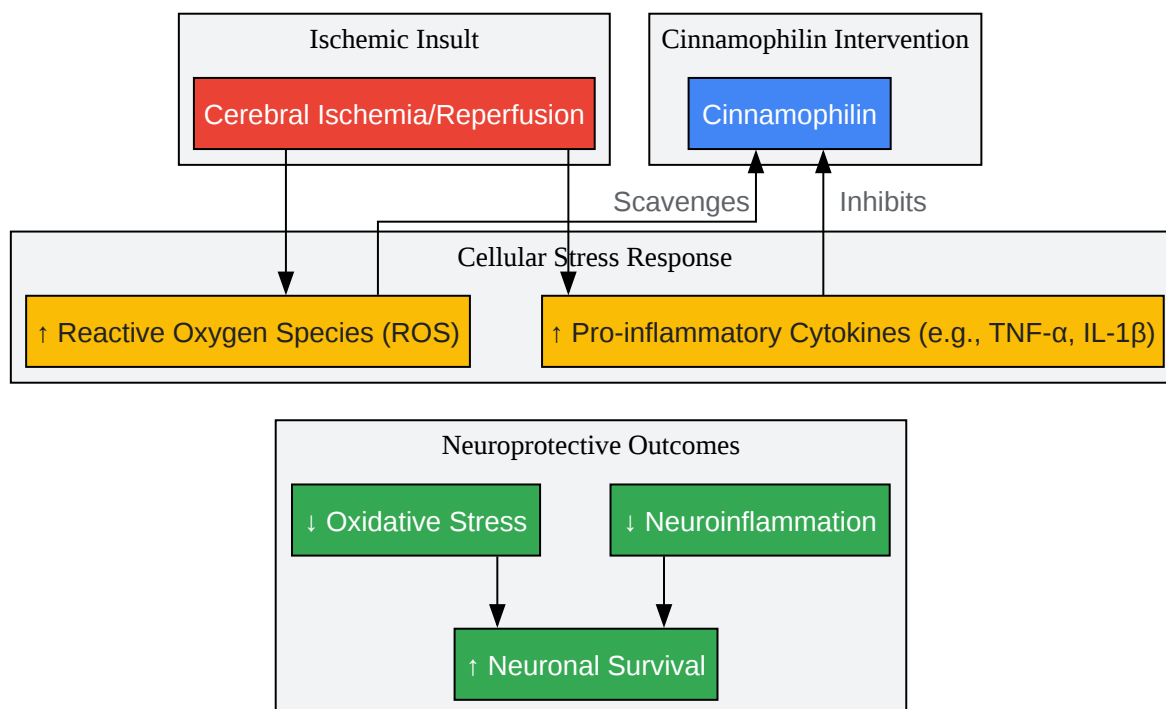 Ischemic Insult
Cinnamophilin Intervention
Cerebral Ischemia/Reperfusion
Cinnamophilin
Scavenges
Inhibits
Cellular Stress Response
↑ Reactive Oxygen Species (ROS)
↑ Pro-inflammatory Cytokines (e.g., TNF-α, IL-1β)
Neuroprotective Outcomes
↓ Oxidative Stress
↓ Neuroinflammation
↑ Neuronal Survival